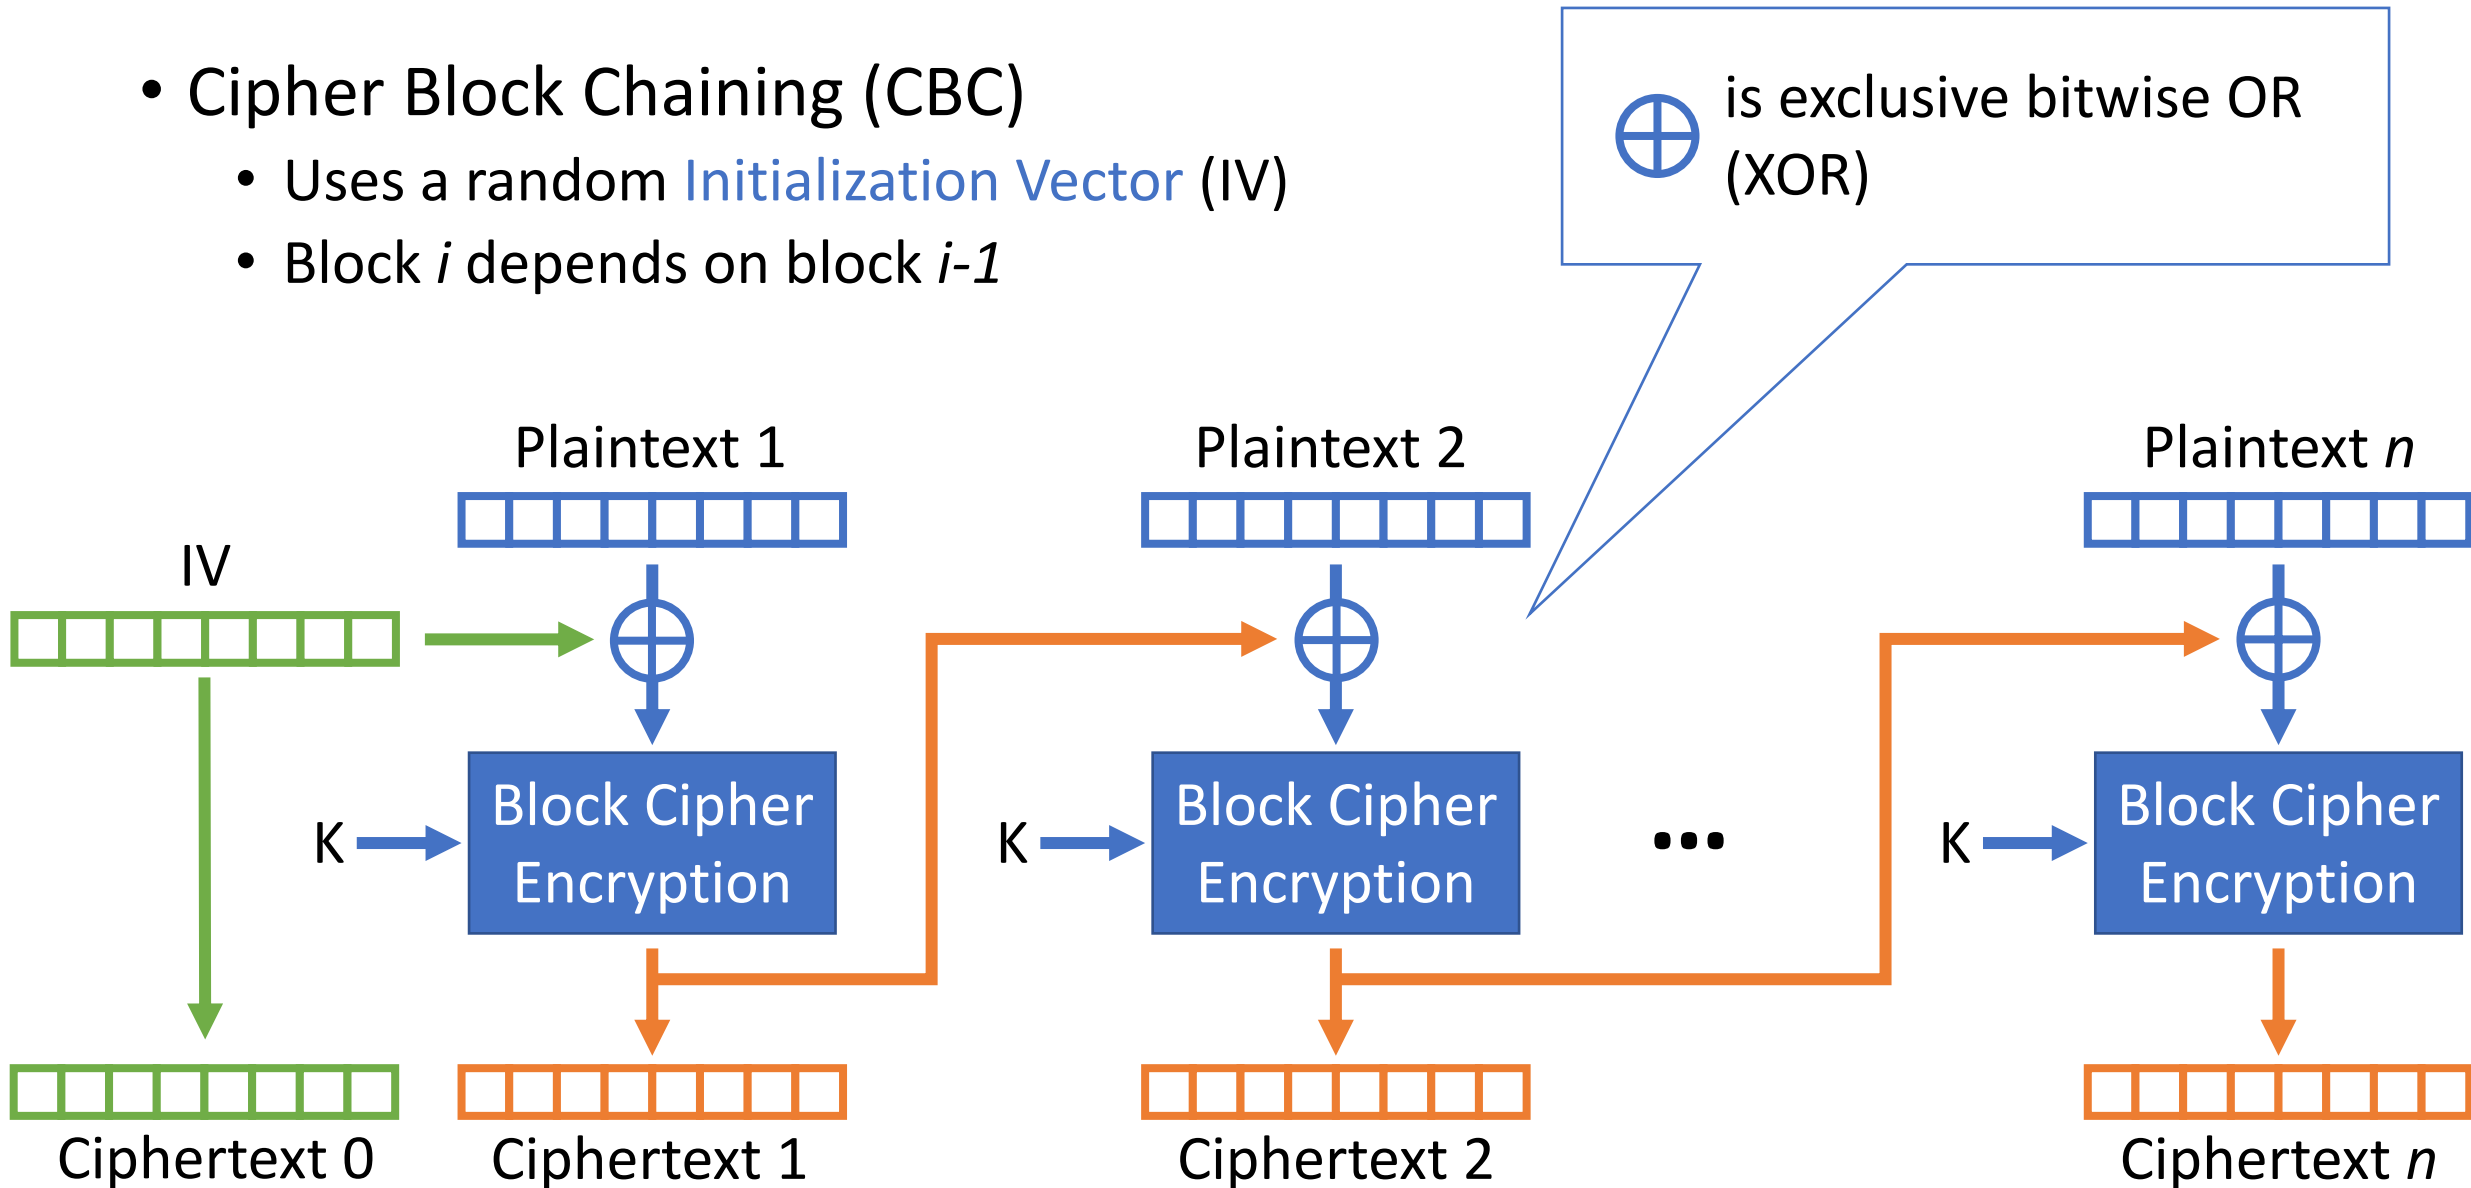 • Cipher Block Chaining (CBC)
• Uses a random Initialization Vector (IV)
• Block i depends on block i-1
is exclusive bitwise OR
(XOR)
Plaintext 1
Plaintext 2
Plaintext n
IV
K
Block Cipher
Encryption
K
Block Cipher
Encryption
...
K
Block Cipher
Encryption
Ciphertext 0
Ciphertext 1
Ciphertext 2
Ciphertext n